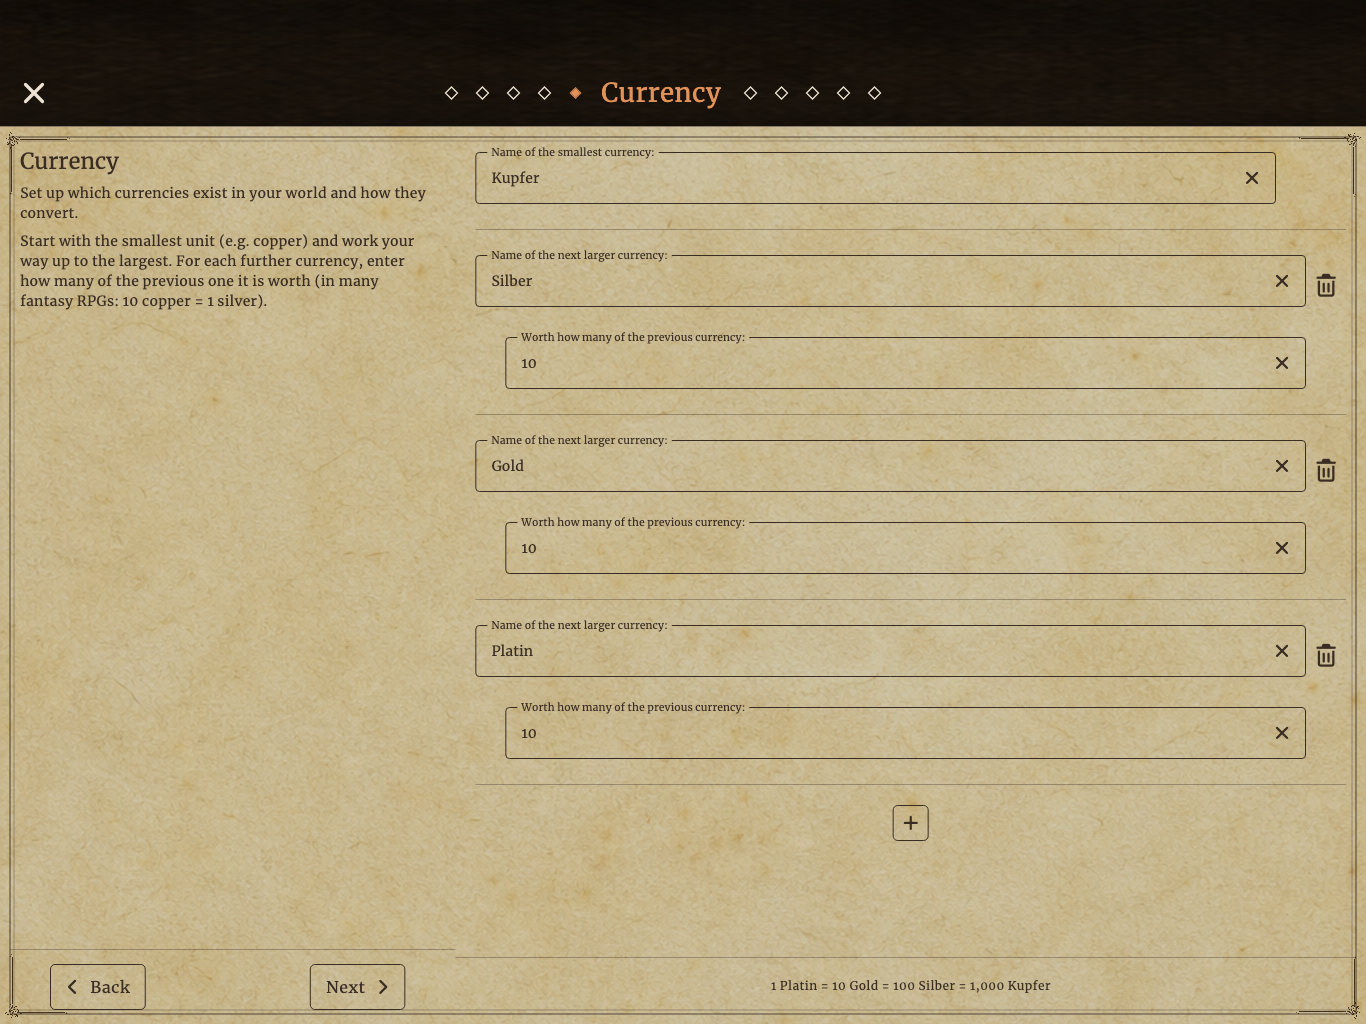 Currency
Currency
Set up which currencies exist in your world and how they
convert.
Start with the smallest unit (e.g. copper) and work your
way up to the largest. For each further currency, enter
how many of the previous one it is worth (in many
fantasy RPGs: 10 copper = 1 silver).
Name of the smallest currency:
Kupfer
Name of the next larger currency:
Silber
Worth how many of the previous currency:
10
Name of the next larger currency:
Gold
Worth how many of the previous currency:
10
Name of the next larger currency:
Platin
Worth how many of the previous currency:
10
Back
Next
1 Platin = 10 Gold = 100 Silber = 1,000 Kupfer